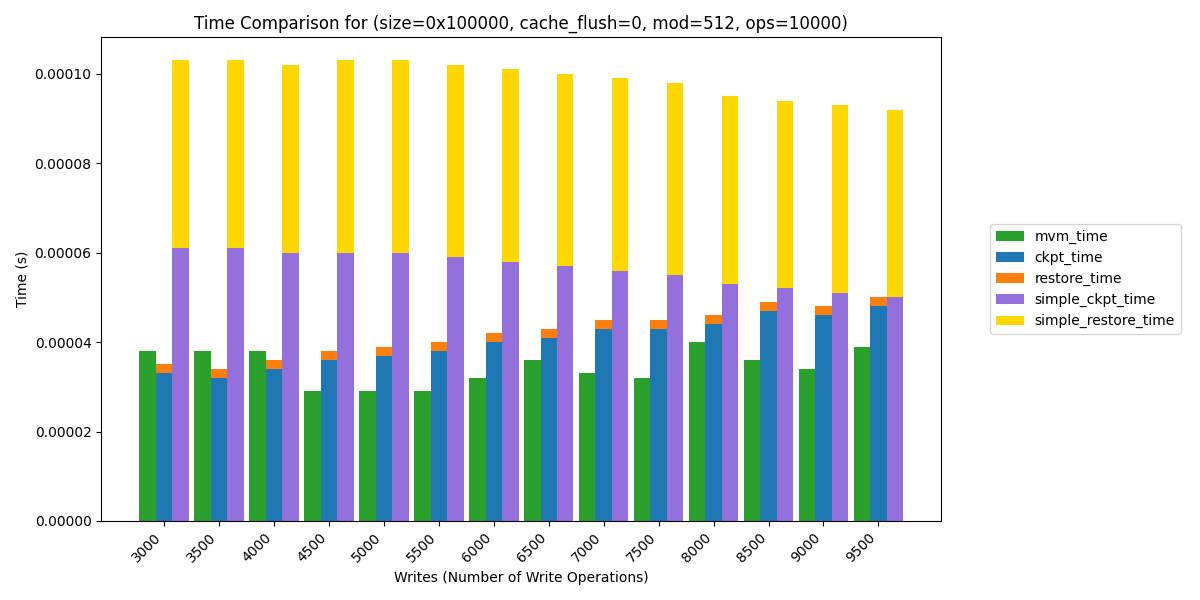 Time Comparison for (size=0x100000, cache_flush=0, mod=512, ops=10000)
Time (s)
0.00010
0.00008
0.00006
0.00004
0.00002
0.00000
3000 3500 4000 4500 5000 5500 6000 6500 7000 7500 8000 8500 9000 9500
Writes (Number of Write Operations)
mvm_time
ckpt_time
restore_time
simple_ckpt_time
simple_restore_time